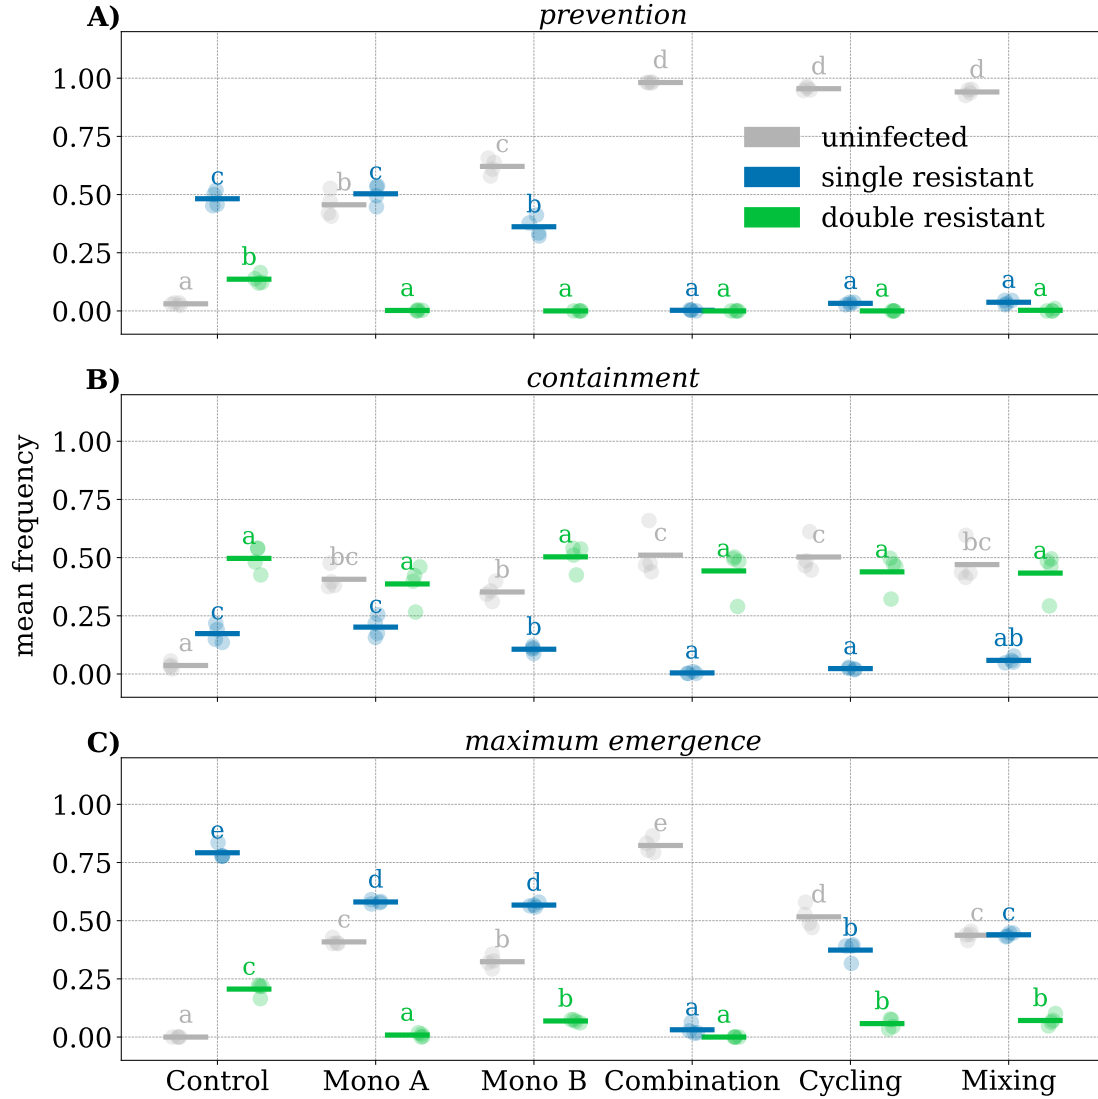 A)
prevention
1.00
0.75
0.50
0.25
0.00
a
c
b
b
c
a
c
b
a
d
a
a
d
a
a
d
a
a
uninfected
single resistant
double resistant
B)
containment
mean frequency
1.00
0.75
0.50
0.25
0.00
a
c
a
bc
c
a
b
b
a
c
a
a
c
a
a
bc
ab
a
C)
maximum emergence
1.00
0.75
0.50
0.25
0.00
a
e
c
c
d
a
b
d
b
e
a
a
d
b
b
c
c
b
Control
Mono A
Mono B
Combination
Cycling
Mixing